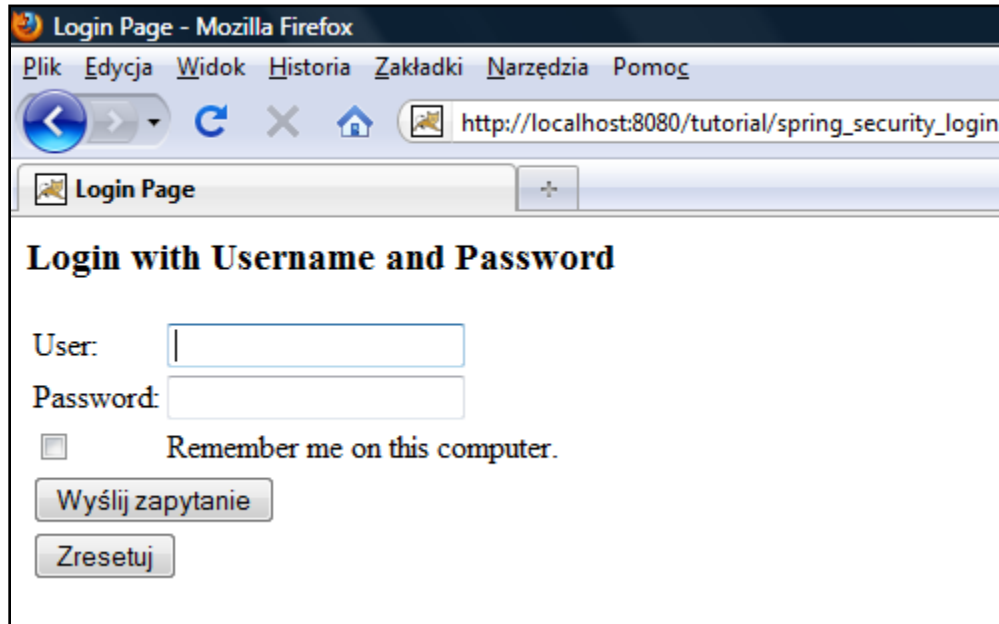 Login Page - Mozilla Firefox
Plik Edycja Widok Historia Zakładki Narzędzia Pomoc
http://localhost:8080/tutorial/spring_security_login
Login Page
Login with Username and Password
User:
Password:
Remember me on this computer.
Wyślij zapytanie
Zresetuj